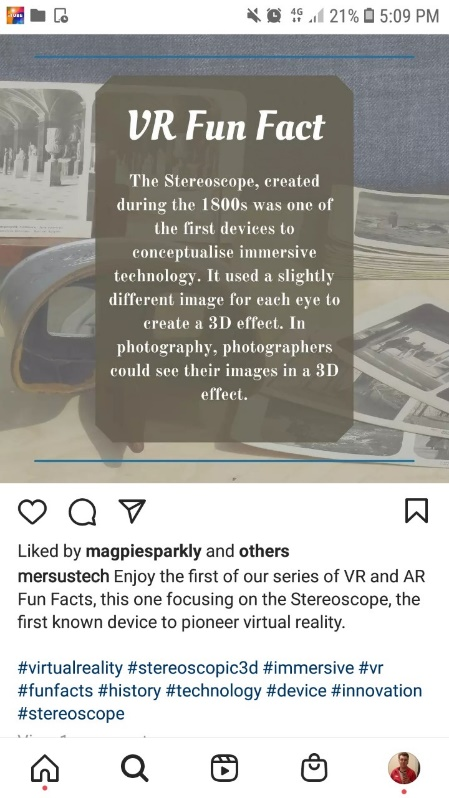 4G 21% 5:09 PM
VR Fun Fact
The Stereoscope, created
during the 1800s was one of
the first devices to
conceptualise immersive
technology. It used a slightly
different image for each eye to
create a 3D effect. In
photography, photographers
could see their images in a 3D
effect.
Liked by magpiesparkly and others
mersustech Enjoy the first of our series of VR and AR
Fun Facts, this one focusing on the Stereoscope, the
first known device to pioneer virtual reality.
#virtualreality #stereoscopic3d #immersive #vr
#funfacts #history #technology #device #innovation
#stereoscope